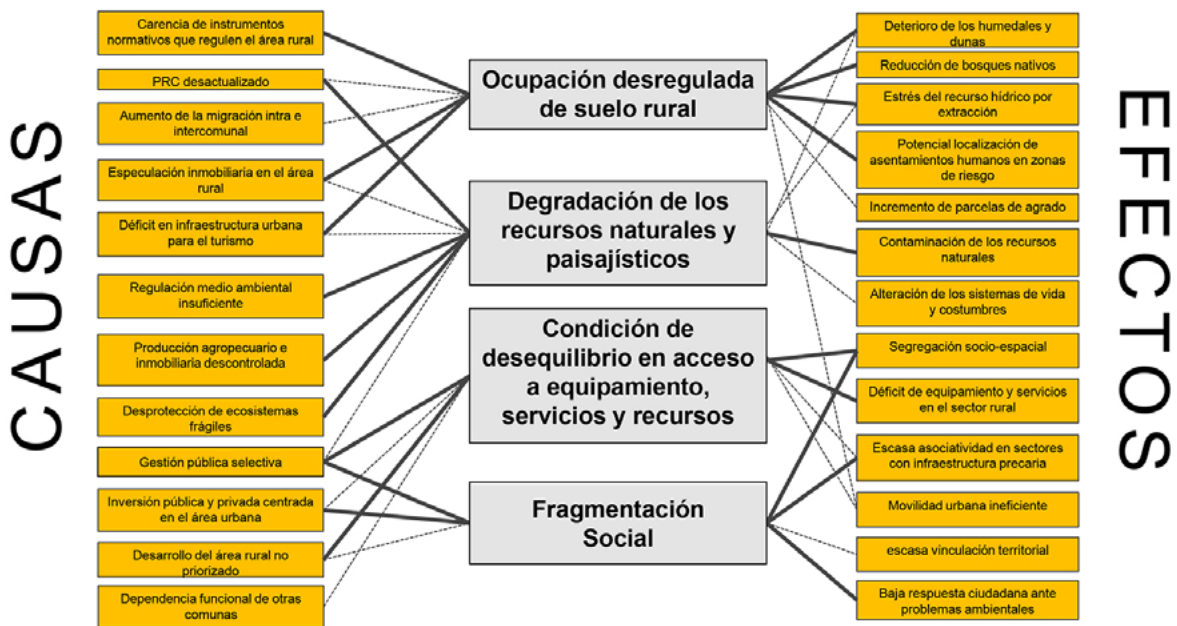 CAUSAS
Carencia de instrumentos
normativos que regulen el área rural
PRC desactualizado
Aumento de la migración intra e
intercomunal
Especulación inmobiliaria en el área
rural
Déficit en infraestructura urbana
para el turismo
Regulación medio ambiental
insuficiente
Producción agropecuario e
inmobiliaria descontrolada
Desprotección de ecosistemas
frágiles
Gestión pública selectiva
Inversión pública y privada centrada
en el área urbana
Desarrollo del área rural no
priorizado
Dependencia funcional de otras
comunas
Ocupación desregulada
de suelo rural
Degradación de los
recursos naturales y
paisajísticos
Condición de
desequilibrio en acceso
a equipamiento,
servicios y recursos
Fragmentación
Social
Deterioro de los humedales y
dunas
Reducción de bosques nativos
Estrés del recurso hídrico por
extracción
Potencial localización de
asentamientos humanos en zonas
de riesgo
Incremento de parcelas de agrado
Contaminación de los recursos
naturales
Alteración de los sistemas de vida
y costumbres
Segregación socio-espacial
Déficit de equipamiento y servicios
en el sector rural
Escasa asociatividad en sectores
con infraestructura precaria
Movilidad urbana ineficiente
escasa vinculación territorial
Baja respuesta ciudadana ante
problemas ambientales
EFECTOS